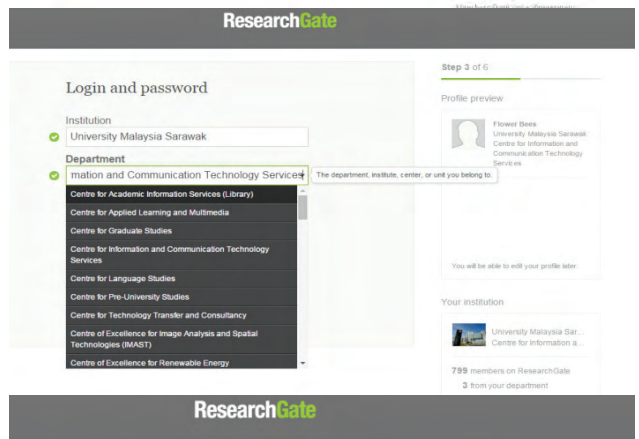 ResearchGate
Step 3 of 6
Login and password
Profile preview
Institution
University Malaysia Sarawak
Flower Bees
University Malaysia Sarawak
Centre for Information and
Communication Technology
Services
Department
mation and Communication Technology Services
The department, institute, center, or unit you belong to.
Centre for Academic Information Services (Library)
Centre for Applied Learning and Multimedia
Centre for Graduate Studies
Centre for Information and Communication Technology
Services
Centre for Language Studies
Centre for Pre-University Studies
Centre for Technology Transfer and Consultancy
Centre of Excellence for Image Analysis and Spatial
Technologies (IMAST)
Centre of Excellence for Renewable Energy
You will be able to edit your profile later.
Your institution
University Malaysia Sar...
Centre for Information a...
799 members on ResearchGate
3 from your department
ResearchGate